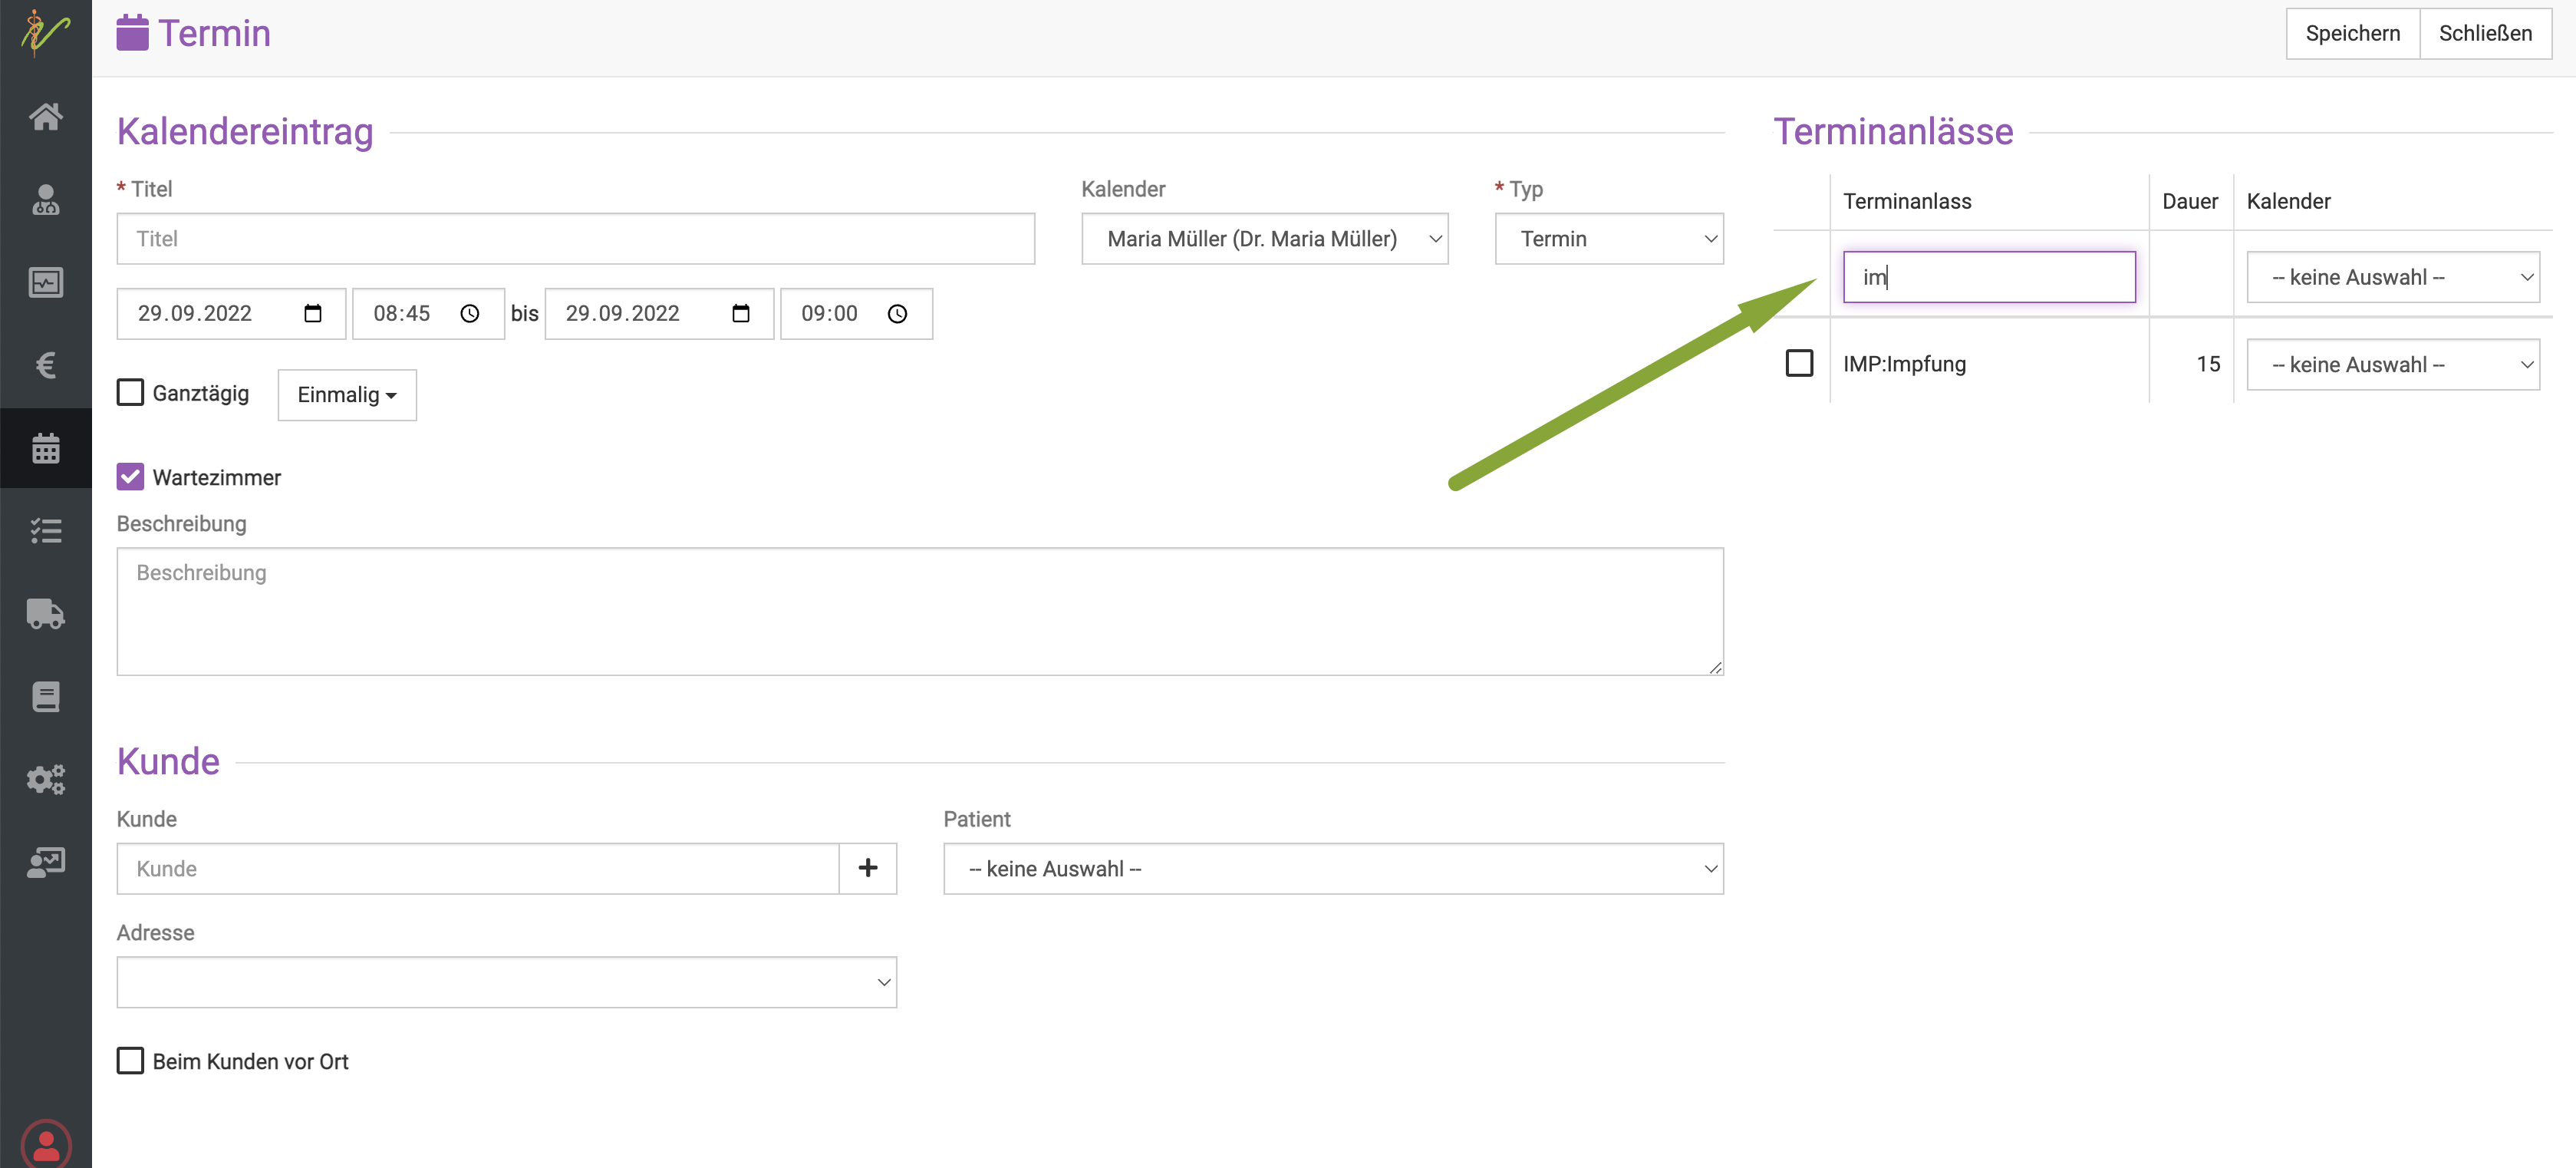 Termin
Speichern
Schließen
Kalendereintrag
* Titel
Kalender
* Typ
Titel
Maria Müller (Dr. Maria Müller)
Termin
29.09.2022 08:45 bis 29.09.2022 09:00
Ganztägig
Einmalig
Wartezimmer
Beschreibung
Beschreibung
Terminanlässe
Terminanlass Dauer Kalender
im -- keine Auswahl --
IMP:Impfung 15 -- keine Auswahl --
Kunde
Kunde
Patient
Kunde
-- keine Auswahl --
Adresse
Beim Kunden vor Ort